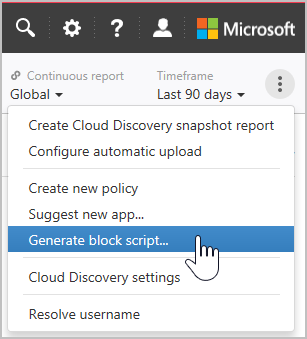 Microsoft
Continuous report
Timeframe
Global
Last 90 days
Create Cloud Discovery snapshot report
Configure automatic upload
Create new policy
Suggest new app...
Generate block script...
Cloud Discovery settings
Resolve username